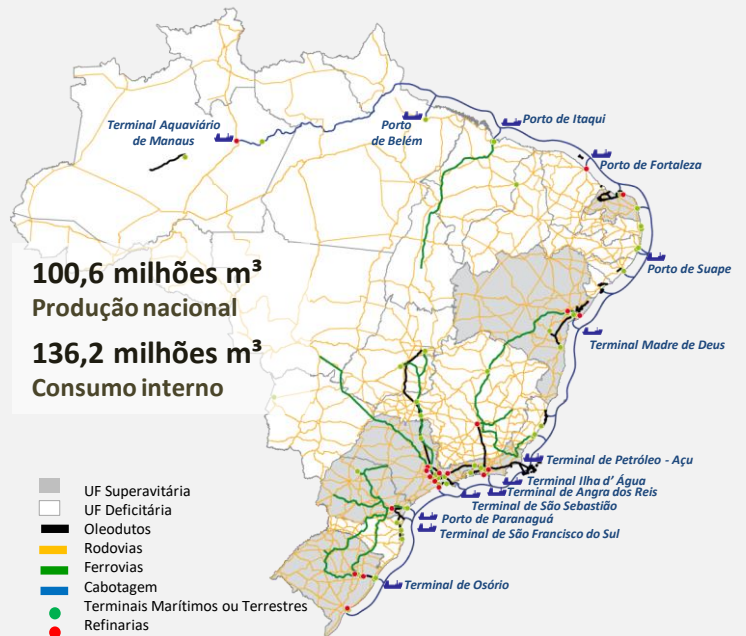 Terminal Aquaviário
de Manaus
Porto
de Belém
Porto de Itaqui
Porto de Fortaleza
Porto de Suape
100,6 milhões m³
Produção nacional
136,2 milhões m³
Consumo interno
Terminal Madre de Deus
Terminal de Petróleo - Açu
Terminal Ilha d’ Água
Terminal de Angra dos Reis
Terminal de São Sebastião
Porto de Paranaguá
Terminal de São Francisco do Sul
Terminal de Osório
UF Superavitária
UF Deficitária
Oleodutos
Rodovias
Ferrovias
Cabotagem
Terminais Marítimos ou Terrestres
Refinarias